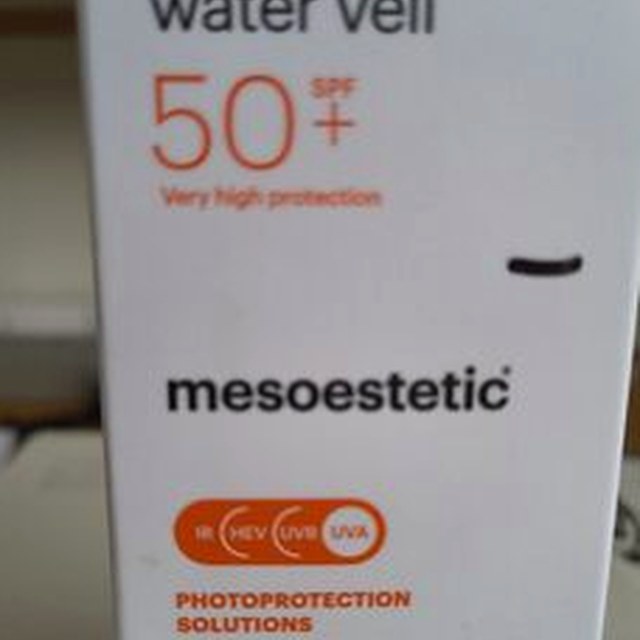 water veil
50+ SPF
Very high protection
mesoestetic®
IR HEV UVB UVA
PHOTOPROTECTION
SOLUTIONS